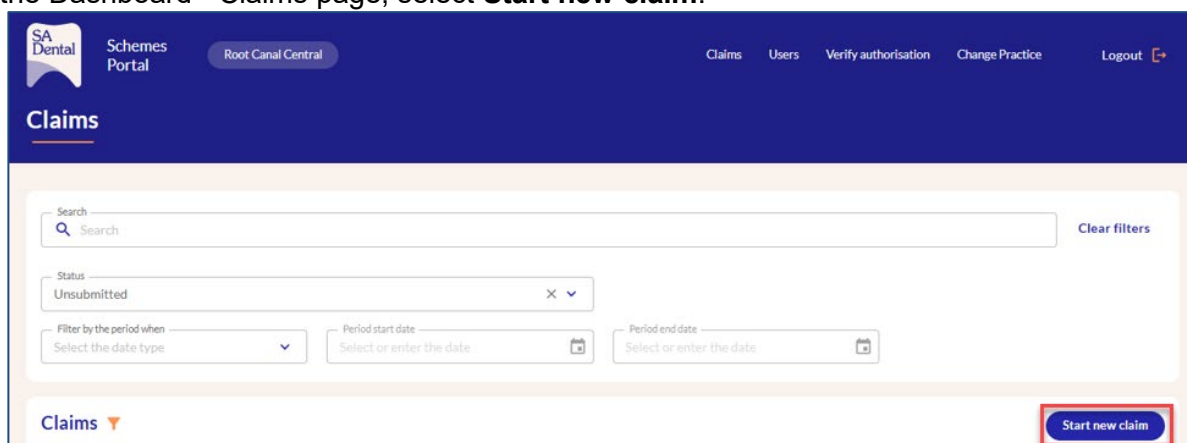 the Dashboard - Claims page, select Start new claim.
SA
Dental
Schemes
Portal
Root Canal Central
Claims Users Verify authorisation Change Practice Logout
Claims
Search
Search
Clear filters
Status
Unsubmitted
Filter by the period when
Select the date type
Period start date
Select or enter the date
Period end date
Select or enter the date
Claims
Start new claim